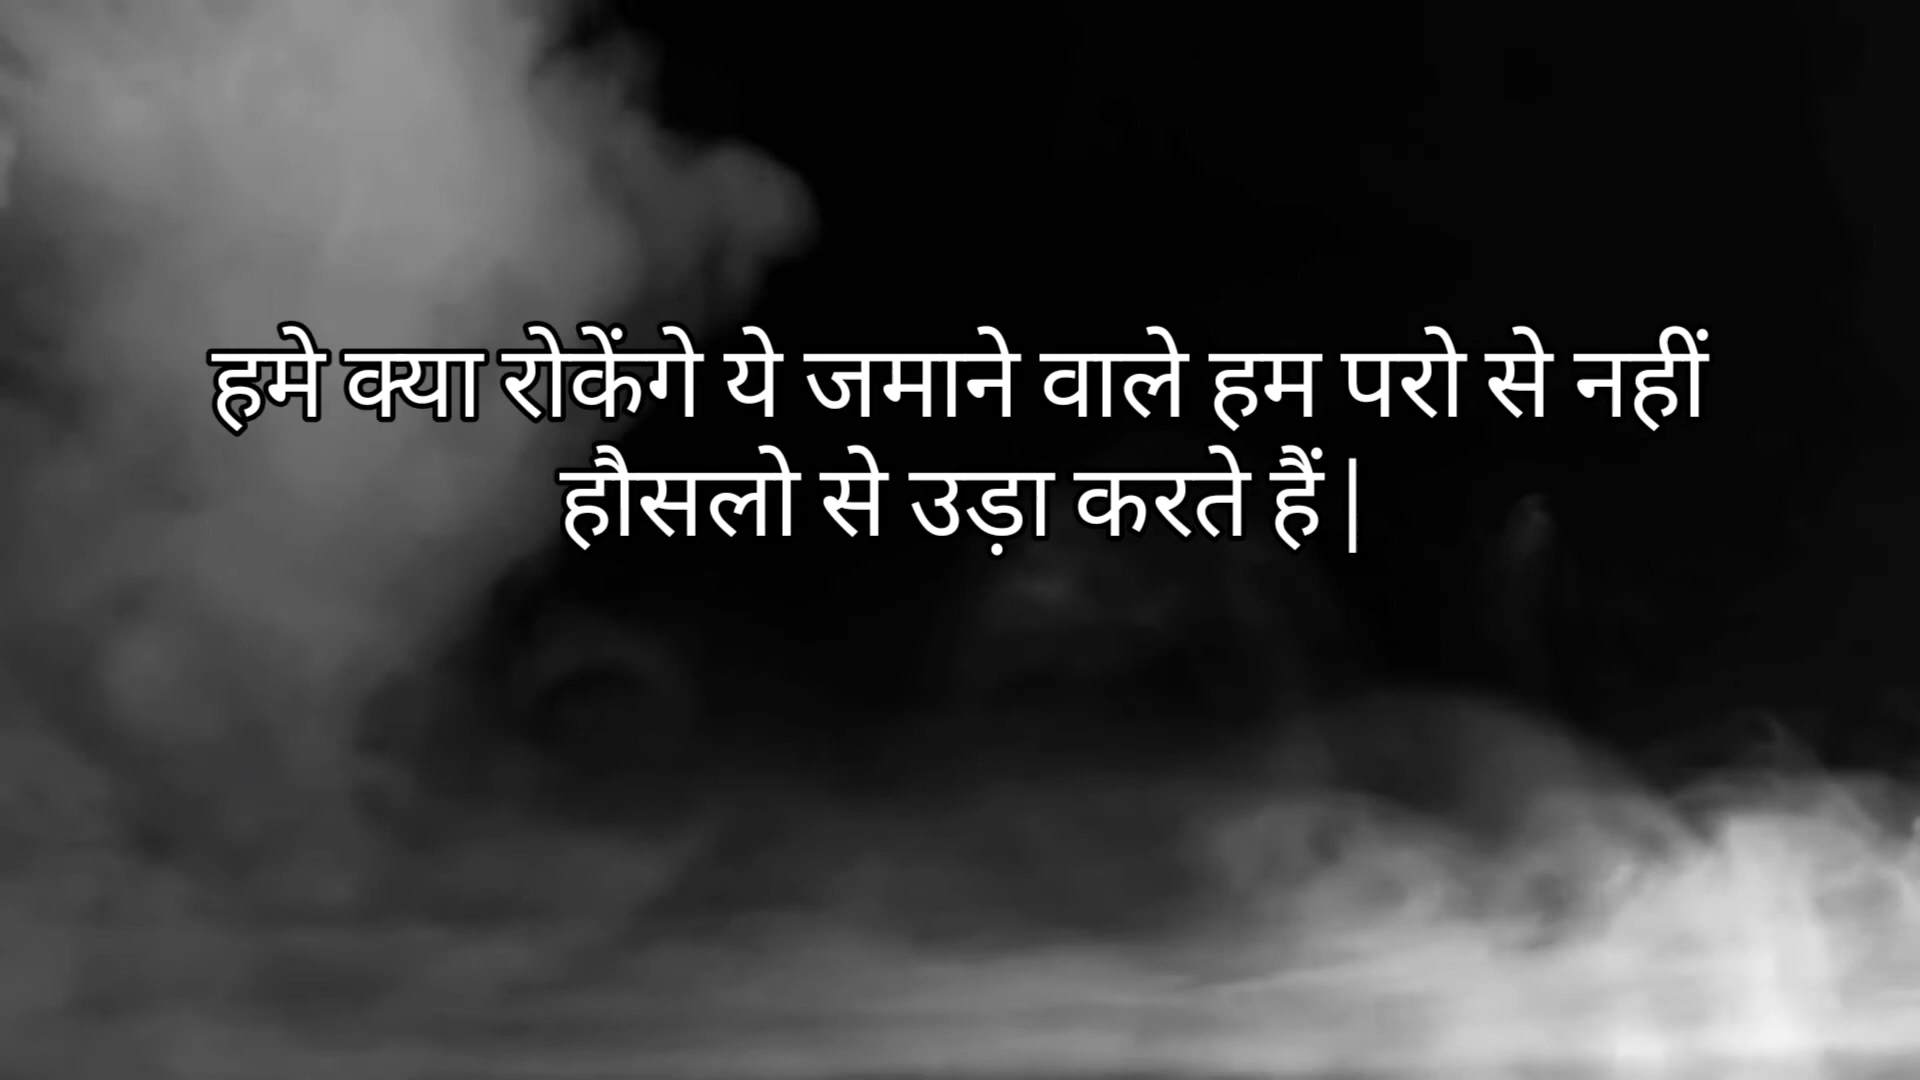 हमे क्या रोकेंगे ये जमाने वाले हम परो से नहीं
हौसलो से उड़ा करते हैं |